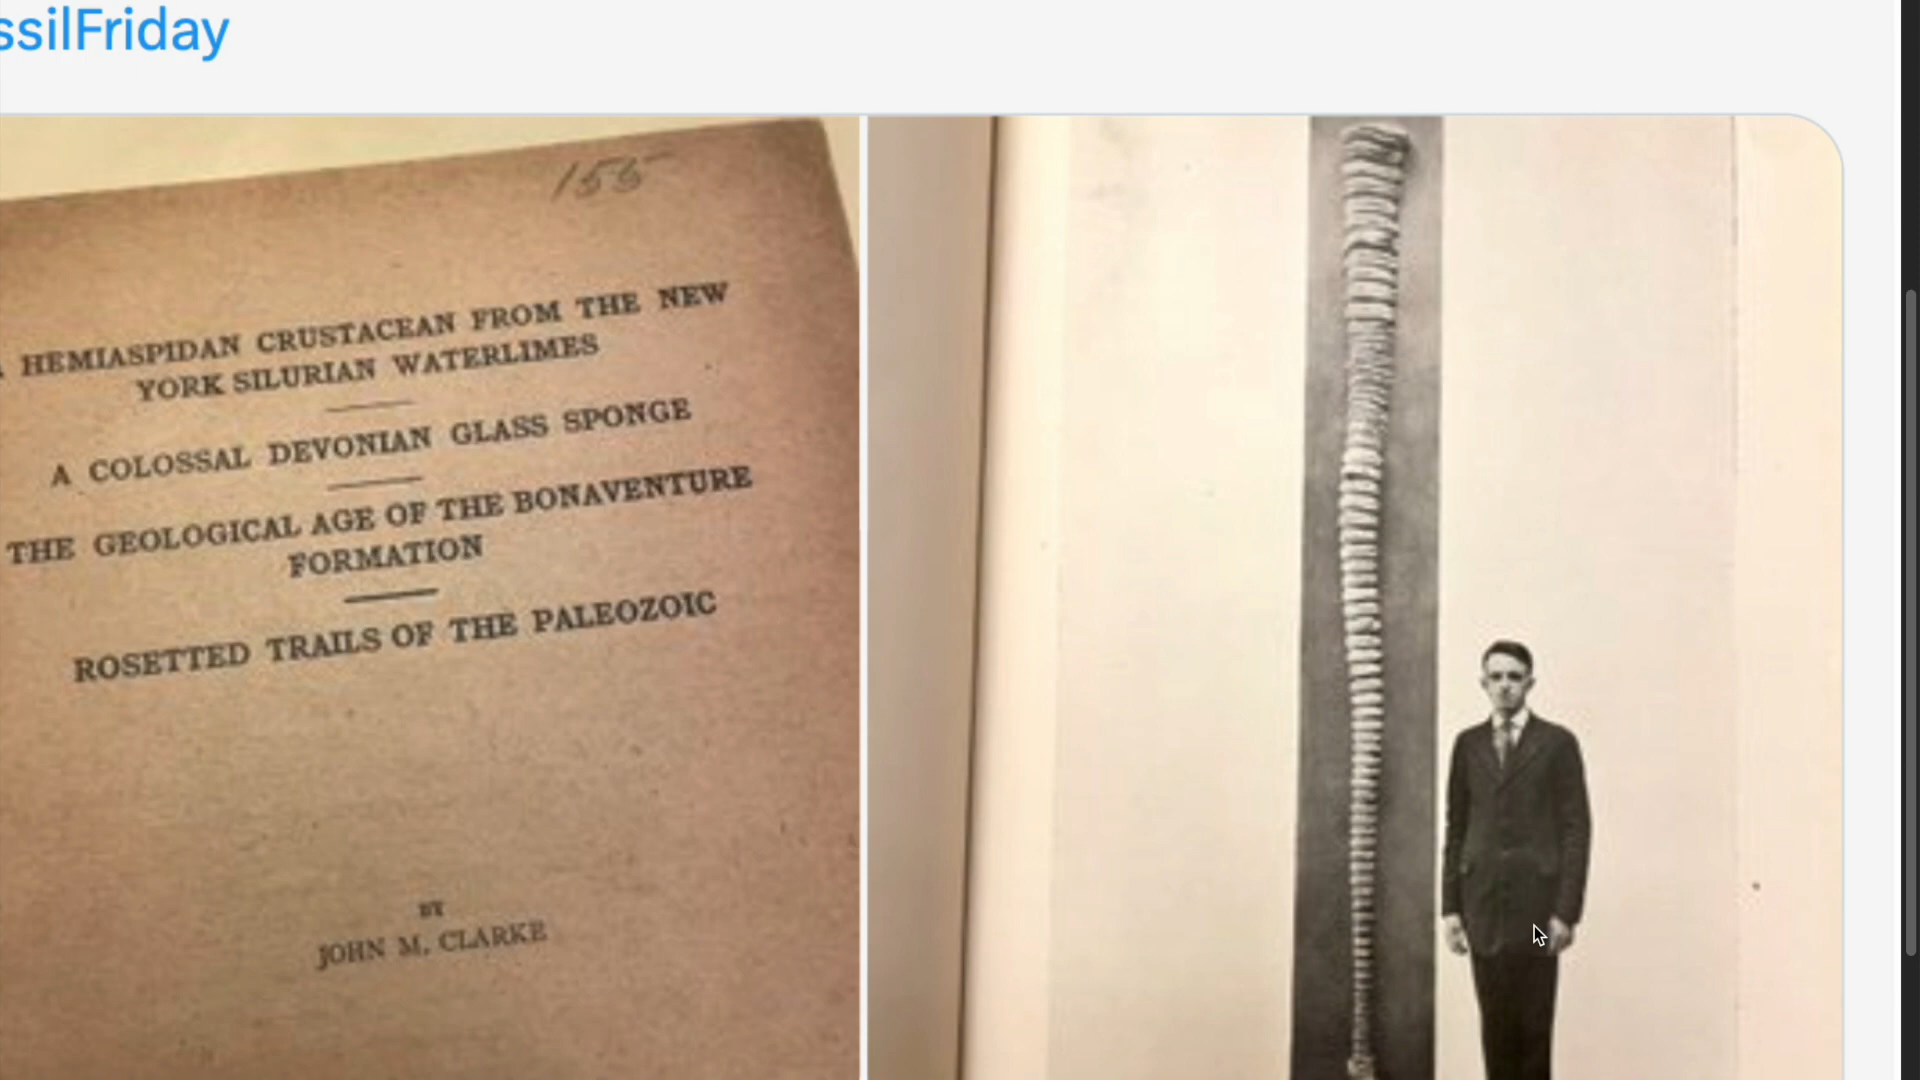 ssilFriday
155
HEMIASPIDAN CRUSTACEAN FROM THE NEW
YORK SILURIAN WATERLIMES
A COLOSSAL DEVONIAN GLASS SPONGE
THE GEOLOGICAL AGE OF THE BONAVENTURE
FORMATION
ROSETTED TRAILS OF THE PALEOZOIC
BY
JOHN M. CLARKE